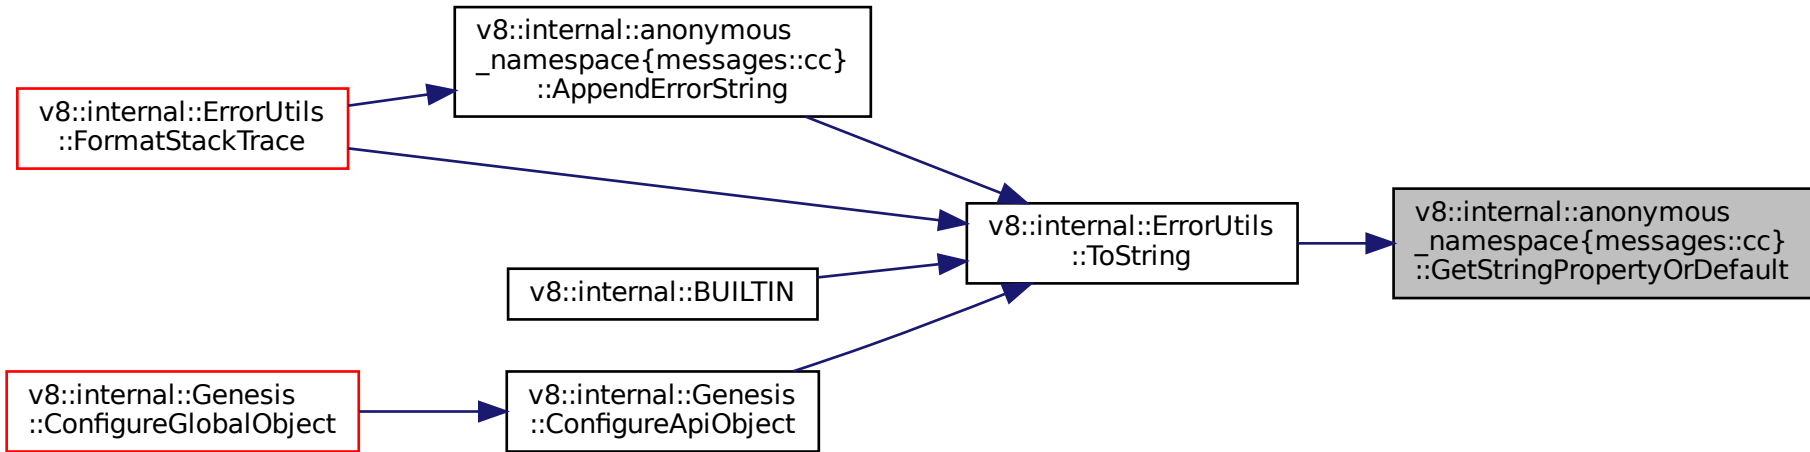 v8::internal::anonymous
_namespace{messages::cc}
::AppendErrorString
v8::internal::ErrorUtils
::FormatStackTrace
v8::internal::ErrorUtils
::ToString
v8::internal::anonymous
_namespace{messages::cc}
::GetStringPropertyOrDefault
v8::internal::BUILTIN
v8::internal::Genesis
::ConfigureGlobalObject
v8::internal::Genesis
::ConfigureApiObject